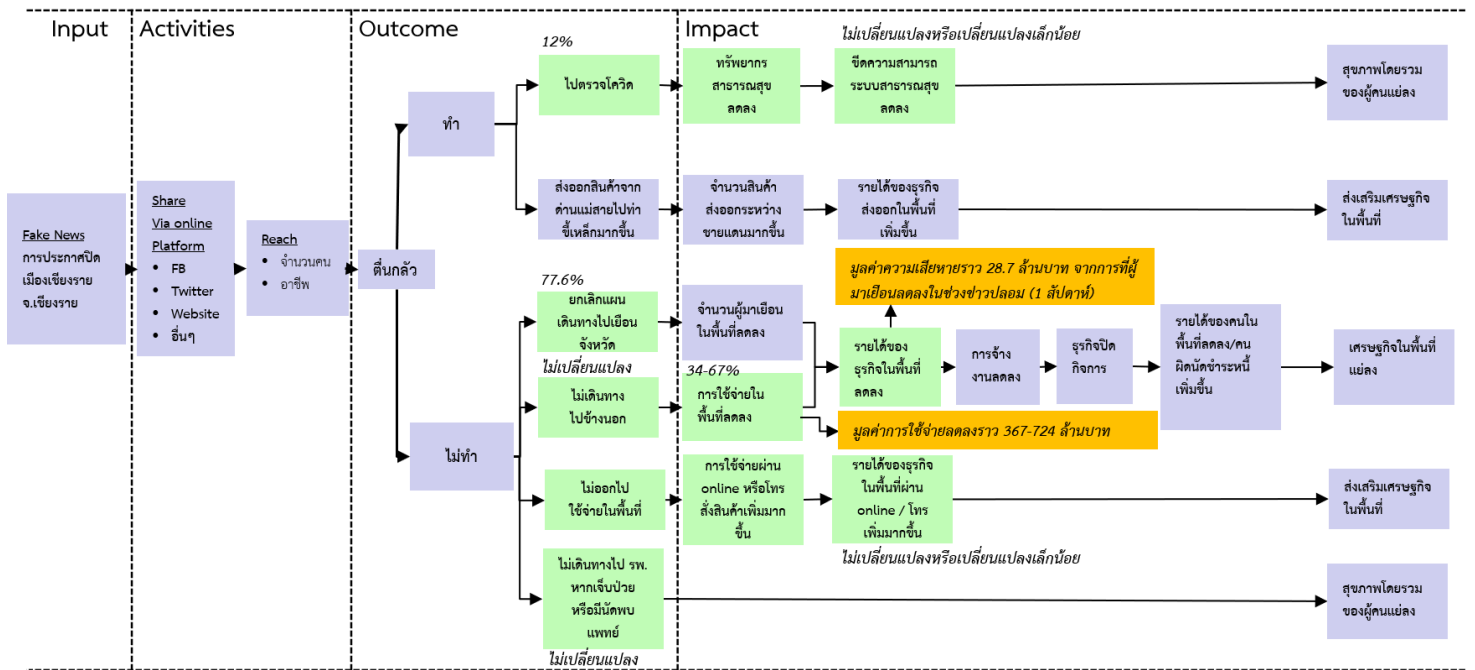 Input
Activities
Outcome
Impact
Fake News
การประกาศปิด
เมืองเชียงราย
จ.เชียงราย
Share
Via online
Platform
• FB
• Twitter
• Website
• อื่นๆ
Reach
• จำนวนคน
• อาชีพ
ตื่นกลัว
ทำ
12%
ไปตรวจโควิด
ทรัพยากร
สาธารณสุข
ลดลง
ไม่เปลี่ยนแปลงหรือเปลี่ยนแปลงเล็กน้อย
ขีดความสามารถ
ระบบสาธารณสุข
ลดลง
สุขภาพโดยรวม
ของผู้คนแย่ลง
ส่งออกสินค้าจาก
ด่านแม่สายไปท่า
ขี้เหล็กมากขึ้น
จำนวนสินค้า
ส่งออกระหว่าง
ชายแดนมากขึ้น
รายได้ของธุรกิจ
ส่งออกในพื้นที่
เพิ่มขึ้น
ส่งเสริมเศรษฐกิจ
ในพื้นที่
ไม่ทำ
77.6%
ยกเลิกแผน
เดินทางไปเยือน
จังหวัด
จำนวนผู้มาเยือน
ในพื้นที่ลดลง
มูลค่าความเสียหายราว 28.7 ล้านบาท จากการที่ผู้
มาเยือนลดลงในช่วงข่าวปลอม (1 สัปดาห์)
ไม่เปลี่ยนแปลง
ไม่เดินทาง
ไปข้างนอก
34-67%
การใช้จ่ายใน
พื้นที่ลดลง
รายได้ของ
ธุรกิจในพื้นที่
ลดลง
การจ้าง
งานลดลง
ธุรกิจปิด
กิจการ
รายได้ของคนใน
พื้นที่ลดลง/คน
ผิดนัดชำระหนี้
เพิ่มขึ้น
เศรษฐกิจในพื้นที่
แย่ลง
มูลค่าการใช้จ่ายลดลงราว 367-724 ล้านบาท
ไม่ออกไป
ใช้จ่ายในพื้นที่
การใช้จ่ายผ่าน
online หรือโทร
สั่งสินค้าเพิ่มมาก
ขึ้น
รายได้ของธุรกิจ
ในพื้นที่ผ่าน
online / โทร
เพิ่มมากขึ้น
ไม่เปลี่ยนแปลงหรือเปลี่ยนแปลงเล็กน้อย
ส่งเสริมเศรษฐกิจ
ในพื้นที่
ไม่เดินทางไป รพ.
หากเจ็บป่วย
หรือมีนัดพบ
แพทย์
ไม่เปลี่ยนแปลง
สุขภาพโดยรวม
ของผู้คนแย่ลง